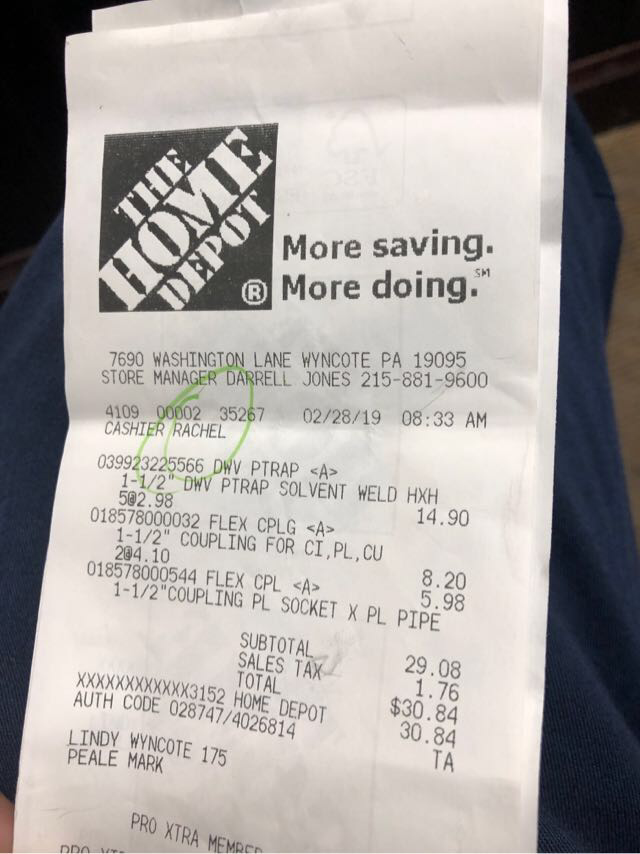 THE
HOME
DEPOT
®
More saving.
More doing.℠
7690 WASHINGTON LANE WYNCOTE PA 19095
STORE MANAGER DARRELL JONES 215-881-9600
4109 00002 35267 02/28/19 08:33 AM
CASHIER RACHEL
039923225566 DWV PTRAP <A>
1-1/2" DWV PTRAP SOLVENT WELD HXH
5@2.98 14.90
018578000032 FLEX CPLG <A>
1-1/2" COUPLING FOR CI,PL,CU
2@4.10 8.20
018578000544 FLEX CPL <A> 5.98
1-1/2"COUPLING PL SOCKET X PL PIPE
SUBTOTAL 29.08
SALES TAX 1.76
TOTAL $30.84
XXXXXXXXXXXX3152 HOME DEPOT 30.84
AUTH CODE 028747/4026814 TA
LINDY WYNCOTE 175
PEALE MARK
PRO XTRA MEMBER